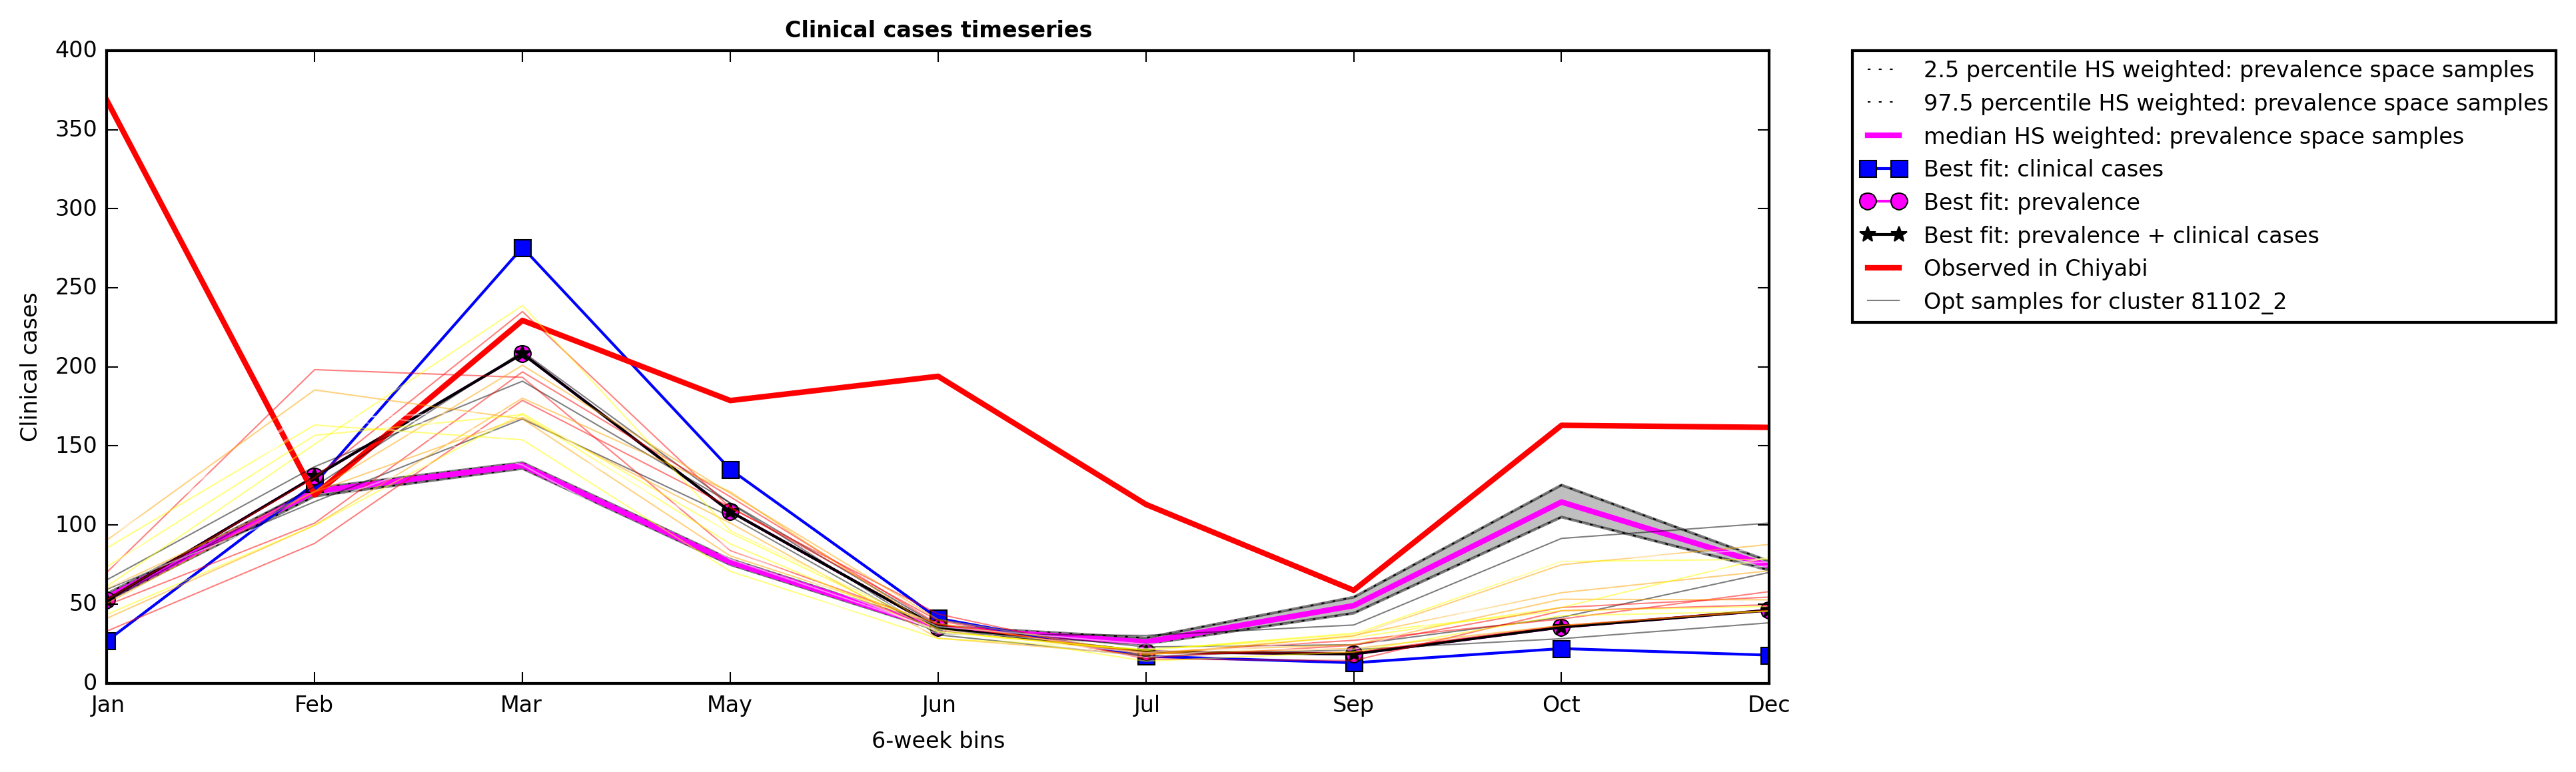 Clinical cases timeseries
400
350
300
250
200
150
100
50
0
Clinical cases
Jan Feb Mar May Jun Jul Sep Oct Dec
6-week bins
2.5 percentile HS weighted: prevalence space samples
97.5 percentile HS weighted: prevalence space samples
median HS weighted: prevalence space samples
Best fit: clinical cases
Best fit: prevalence
Best fit: prevalence + clinical cases
Observed in Chiyabi
Opt samples for cluster 81102_2